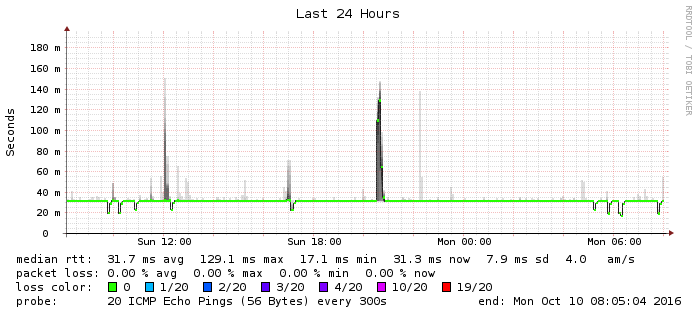 Last 24 Hours
RRDTOOL / TOBI OETIKER
Seconds
180 m
160 m
140 m
120 m
100 m
80 m
60 m
40 m
20 m
0
Sun 12:00 Sun 18:00 Mon 00:00 Mon 06:00
median rtt: 31.7 ms avg 129.1 ms max 17.1 ms min 31.3 ms now 7.9 ms sd 4.0 am/s
packet loss: 0.00 % avg 0.00 % max 0.00 % min 0.00 % now
loss color: 0 1/20 2/20 3/20 4/20 10/20 19/20
probe: 20 ICMP Echo Pings (56 Bytes) every 300s end: Mon Oct 10 08:05:04 2016